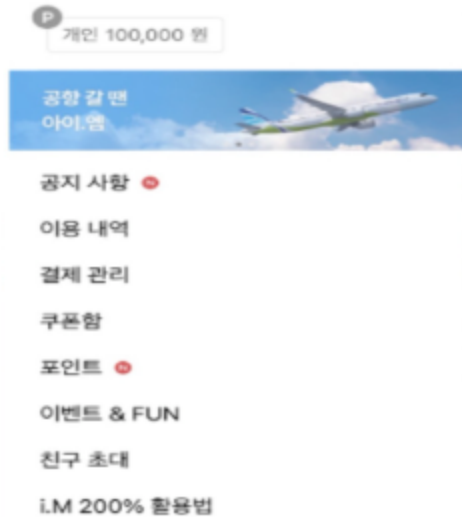 P
개인 100,000 원
공항 갈 땐
아이.엠
공지 사항 N
이용 내역
결제 관리
쿠폰함
포인트 N
이벤트 & FUN
친구 초대
i.M 200% 활용법